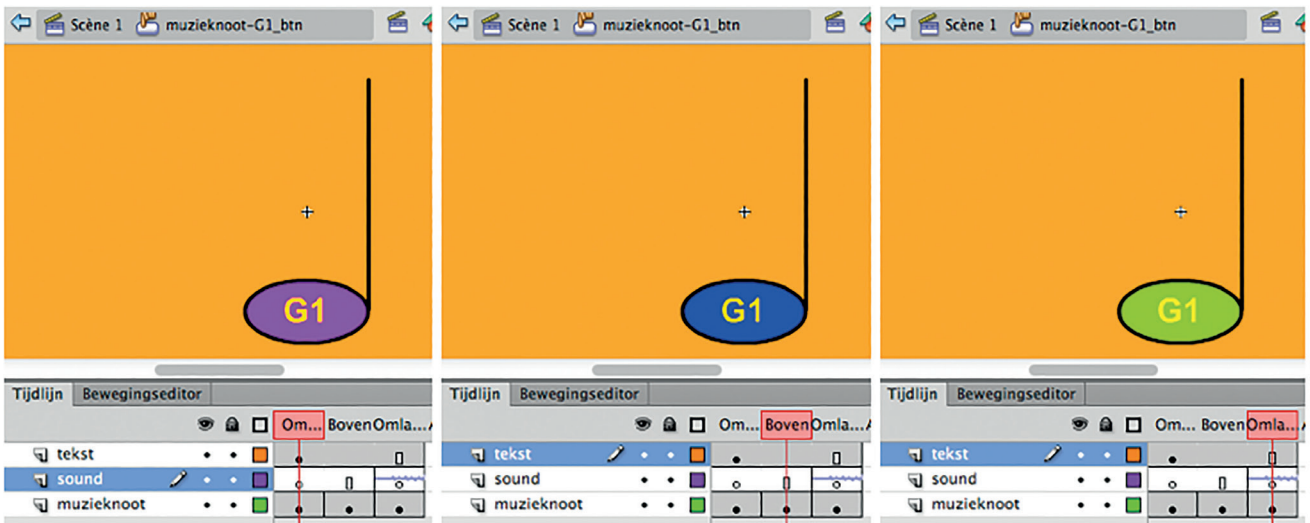 Scène 1 muzieknoot-G1_btn
G1
Tijdlijn Bewegingseditor
Om... Boven Omla...
tekst
sound
muzieknoot
Scène 1 muzieknoot-G1_btn
G1
Tijdlijn Bewegingseditor
Om... Boven Omla...
tekst
sound
muzieknoot
Scène 1 muzieknoot-G1_btn
G1
Tijdlijn Bewegingseditor
Om... Boven Omla...
tekst
sound
muzieknoot